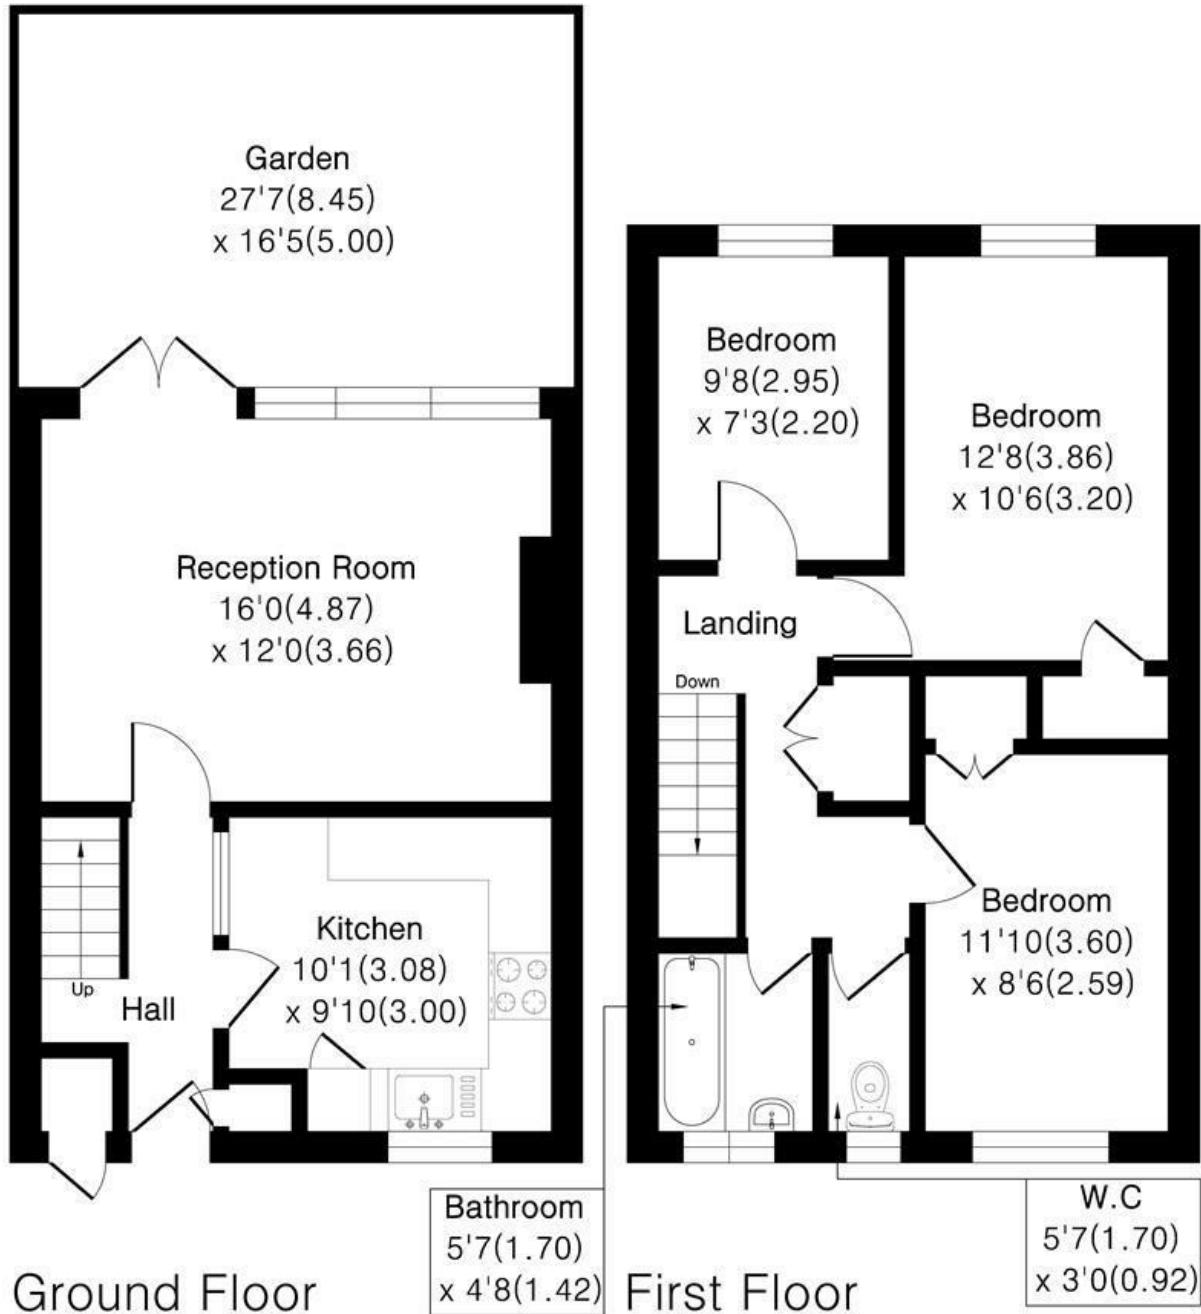 Garden
27'7(8.45)
x 16'5(5.00)
Reception Room
16'0(4.87)
x 12'0(3.66)
Kitchen
10'1(3.08)
x 9'10(3.00)
Up
Hall
Ground Floor
Bedroom
9'8(2.95)
x 7'3(2.20)
Bedroom
12'8(3.86)
x 10'6(3.20)
Landing
Down
Bedroom
11'10(3.60)
x 8'6(2.59)
Bathroom
5'7(1.70)
x 4'8(1.42)
W.C
5'7(1.70)
x 3'0(0.92)
First Floor